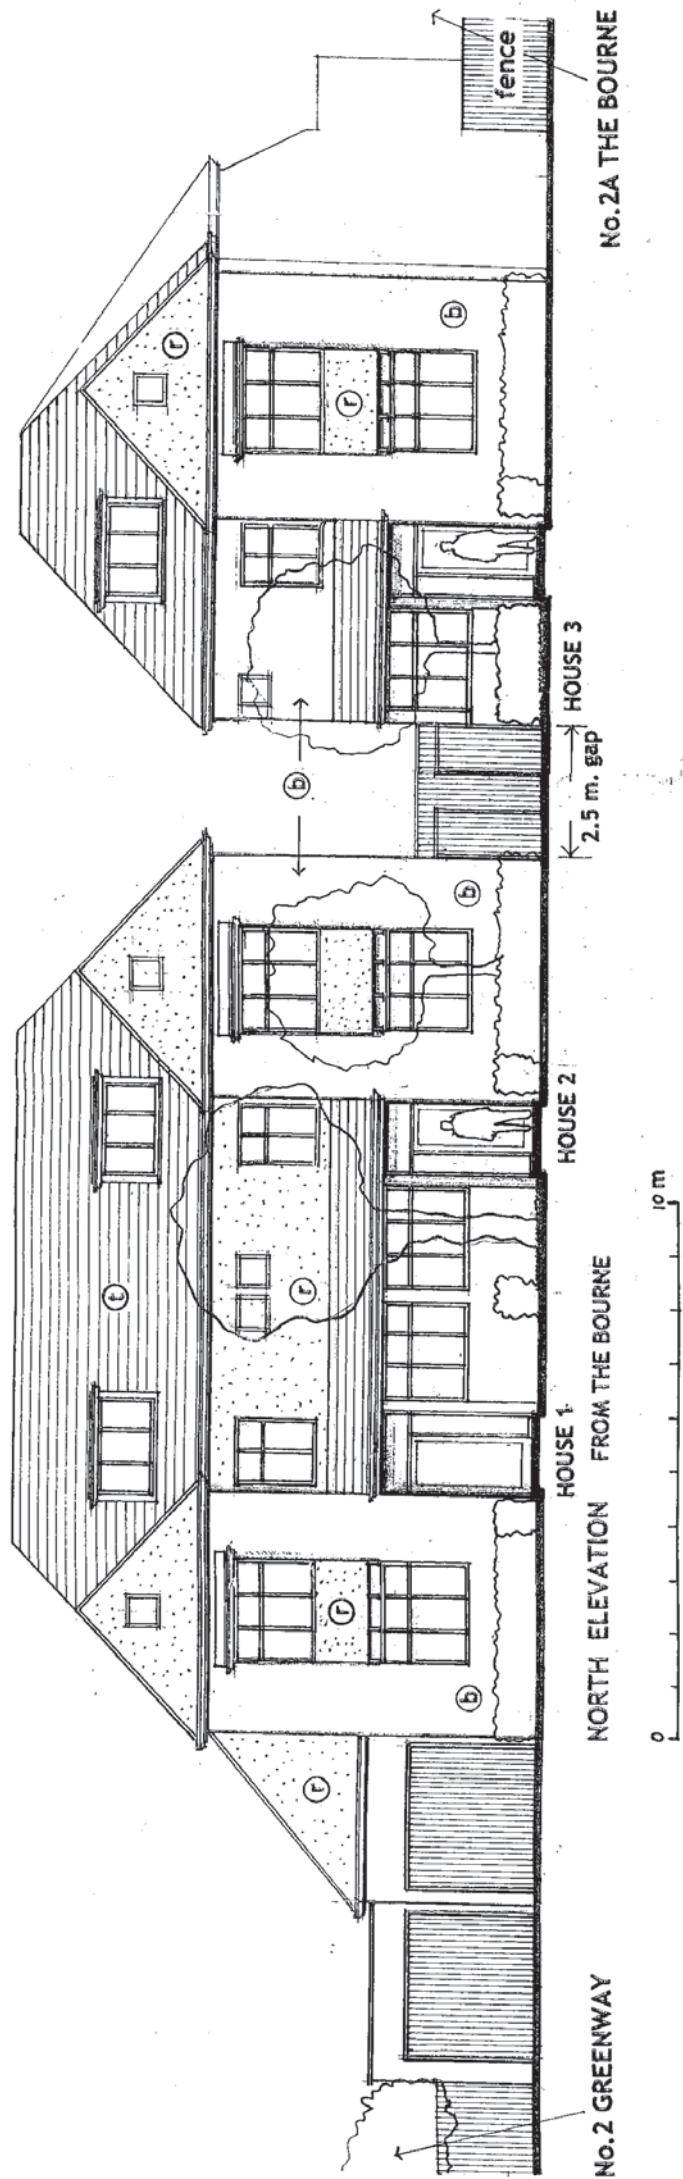 t
r
r
r
r
r
r
b
b
b
b
fence
HOUSE 1
HOUSE 2
HOUSE 3
2.5 m. gap
No. 2 GREENWAY
NORTH ELEVATION FROM THE BOURNE
No. 2A THE BOURNE
0
10 m